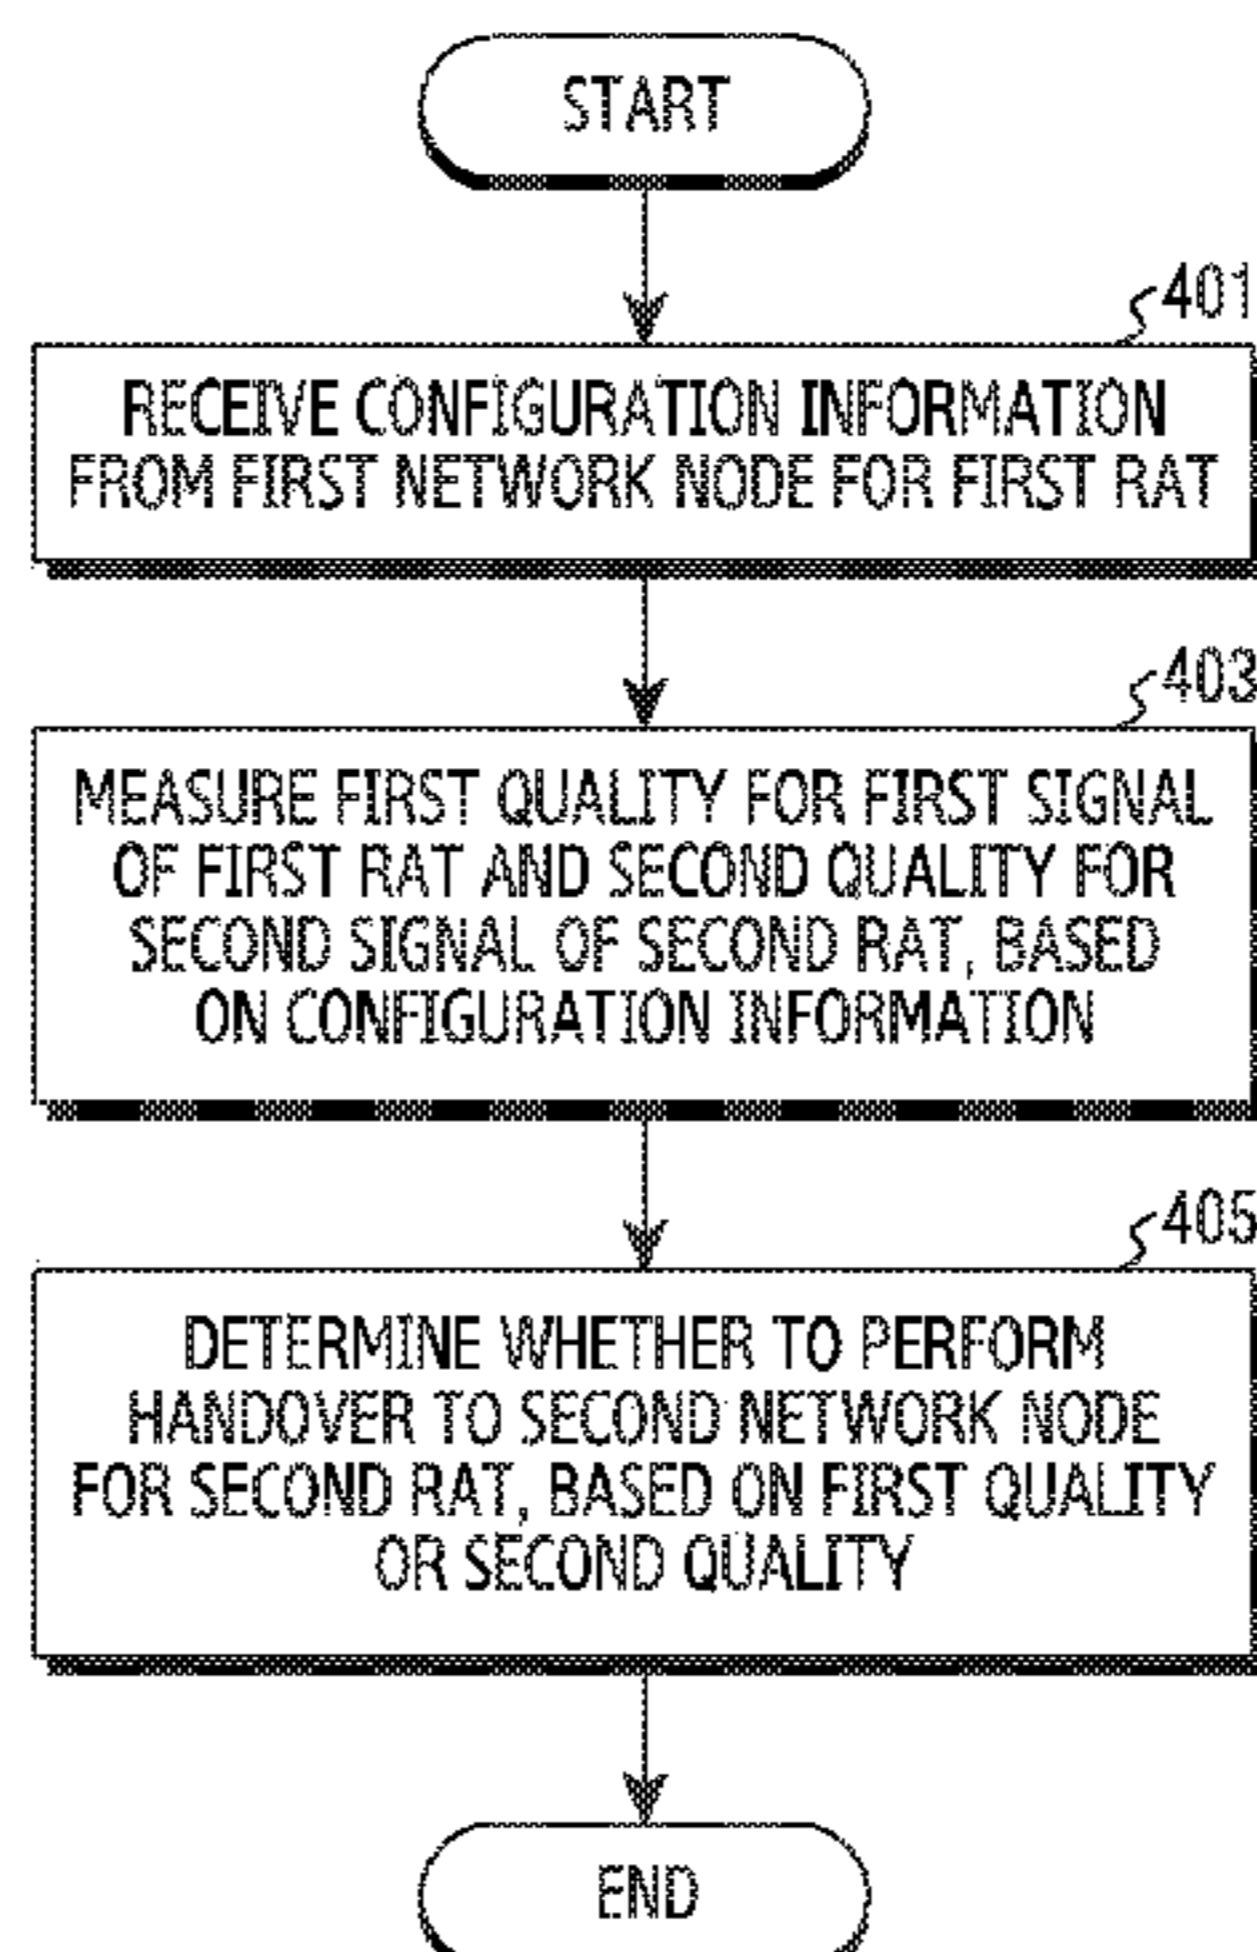 START
401
RECEIVE CONFIGURATION INFORMATION
FROM FIRST NETWORK NODE FOR FIRST RAT
403
MEASURE FIRST QUALITY FOR FIRST SIGNAL
OF FIRST RAT AND SECOND QUALITY FOR
SECOND SIGNAL OF SECOND RAT, BASED
ON CONFIGURATION INFORMATION
405
DETERMINE WHETHER TO PERFORM
HANDOVER TO SECOND NETWORK NODE
FOR SECOND RAT, BASED ON FIRST QUALITY
OR SECOND QUALITY
END